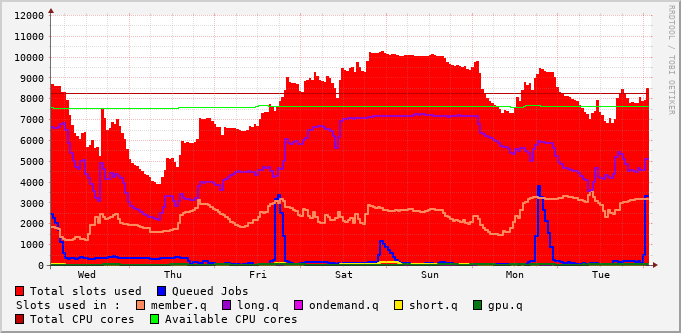 RRDTOOL / TOBI OETIKER
12000
11000
10000
9000
8000
7000
6000
5000
4000
3000
2000
1000
0
Wed Thu Fri Sat Sun Mon Tue
Total slots used Queued Jobs
Slots used in : member.q long.q ondemand.q short.q gpu.q
Total CPU cores Available CPU cores